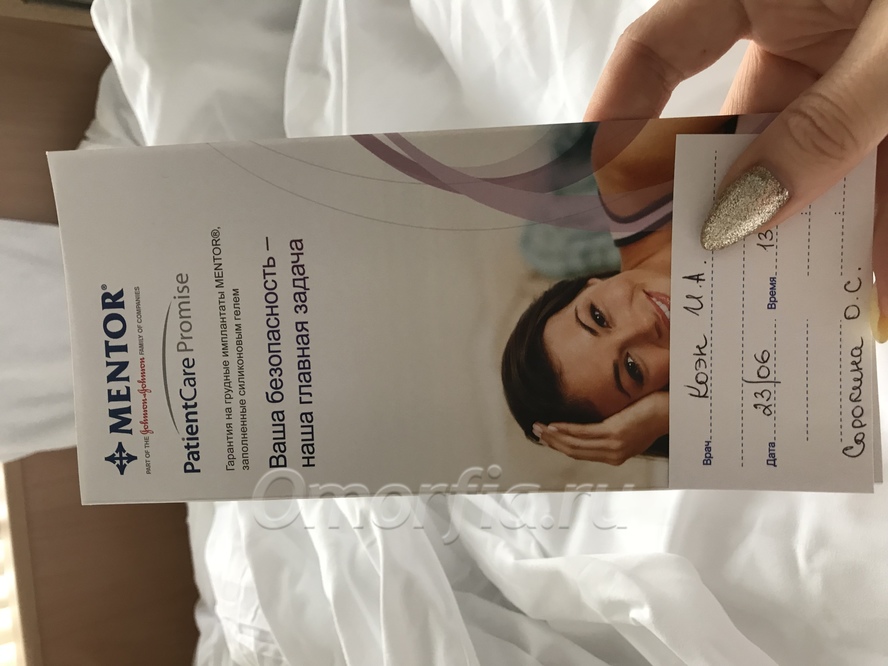 MENTOR®
PART OF THE Johnson & Johnson FAMILY OF COMPANIES
PatientCare Promise
Гарантия на грудные имплантаты MENTOR®,
заполненные силиконовым гелем
Ваша безопасность –
наша главная задача
Врач Коэн И.А.
Дата 23/06 Время 13
Сорокина О.С.
Omorfia.ru